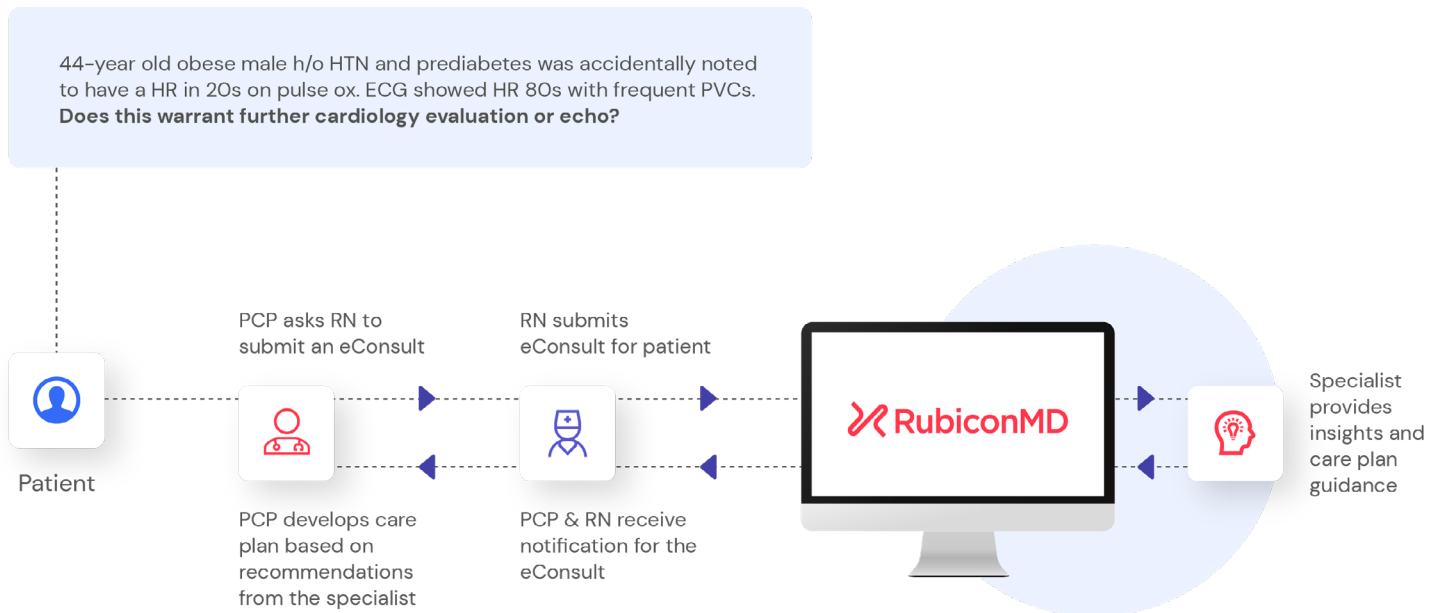 44-year old obese male h/o HTN and prediabetes was accidentally noted
to have a HR in 20s on pulse ox. ECG showed HR 80s with frequent PVCs.
Does this warrant further cardiology evaluation or echo?
PCP asks RN to
submit an eConsult
RN submits
eConsult for patient
RubiconMD
Specialist
provides
insights and
care plan
guidance
Patient
PCP develops care
plan based on
recommendations
from the specialist
PCP & RN receive
notification for the
eConsult